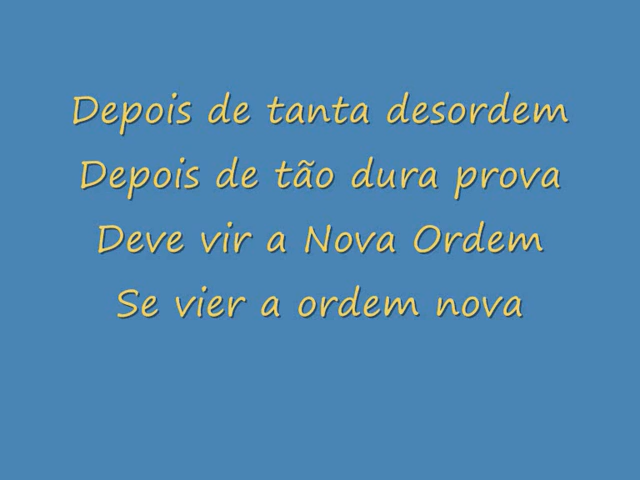 Depois de tanta desordem
Depois de tão dura prova
Deve vir a Nova Ordem
Se vier a ordem nova